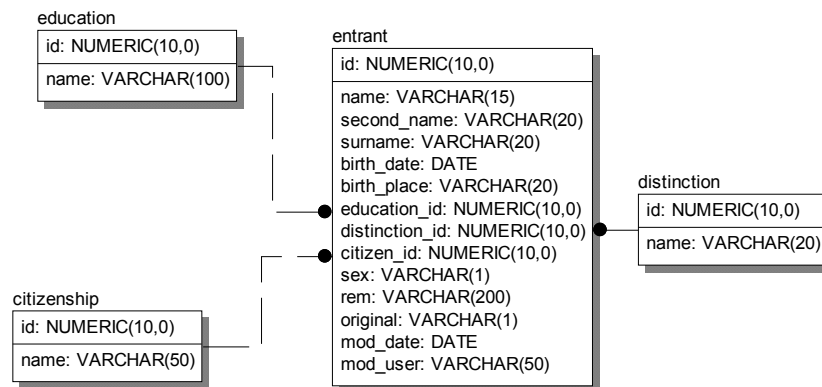 education
id: NUMERIC(10,0)
name: VARCHAR(100)
entrant
id: NUMERIC(10,0)
name: VARCHAR(15)
second_name: VARCHAR(20)
surname: VARCHAR(20)
birth_date: DATE
birth_place: VARCHAR(20)
education_id: NUMERIC(10,0)
distinction_id: NUMERIC(10,0)
citizen_id: NUMERIC(10,0)
sex: VARCHAR(1)
rem: VARCHAR(200)
original: VARCHAR(1)
mod_date: DATE
mod_user: VARCHAR(50)
distinction
id: NUMERIC(10,0)
name: VARCHAR(20)
citizenship
id: NUMERIC(10,0)
name: VARCHAR(50)